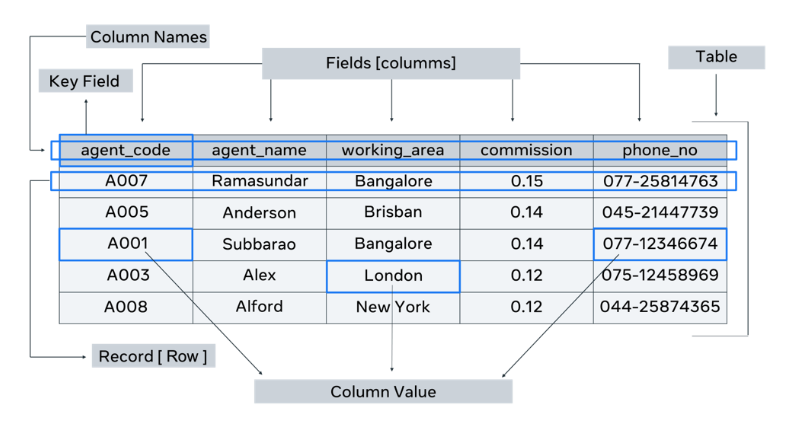 Column Names
Fields [columms]
Table
Key Field
agent_code agent_name working_area commission phone_no
A007 Ramasundar Bangalore 0.15 077-25814763
A005 Anderson Brisban 0.14 045-21447739
A001 Subbarao Bangalore 0.14 077-12346674
A003 Alex London 0.12 075-12458969
A008 Alford New York 0.12 044-25874365
Record [ Row ]
Column Value